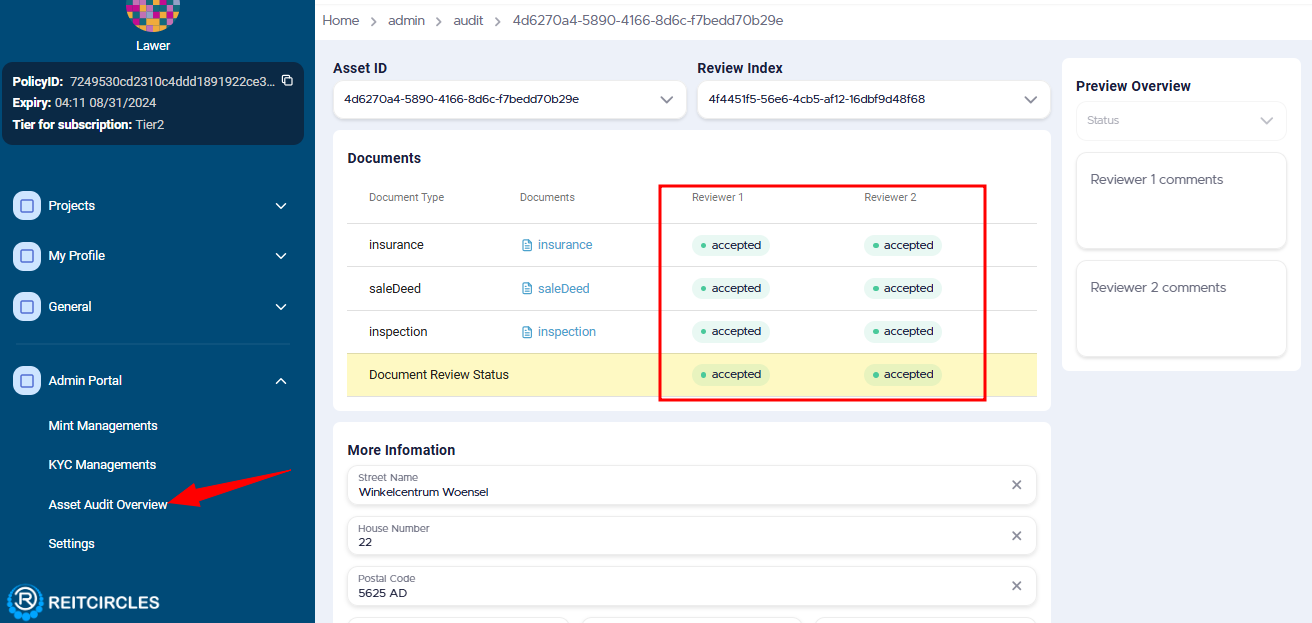 Lawer
PolicyID: 7249530cd2310c4ddd1891922ce3...
Expiry: 04:11 08/31/2024
Tier for subscription: Tier2
Projects
My Profile
General
Admin Portal
Mint Managements
KYC Managements
Asset Audit Overview
Settings
REITCIRCLES
Home > admin > audit > 4d6270a4-5890-4166-8d6c-f7bedd70b29e
Asset ID
4d6270a4-5890-4166-8d6c-f7bedd70b29e
Review Index
4f4451f5-56e6-4cb5-af12-16dbf9d48f68
Documents
Document Type Documents Reviewer 1 Reviewer 2
insurance insurance accepted accepted
saleDeed saleDeed accepted accepted
inspection inspection accepted accepted
Document Review Status accepted accepted
More Infomation
Street Name
Winkelcentrum Woensel
House Number
22
Postal Code
5625 AD
Preview Overview
Status
Reviewer 1 comments
Reviewer 2 comments